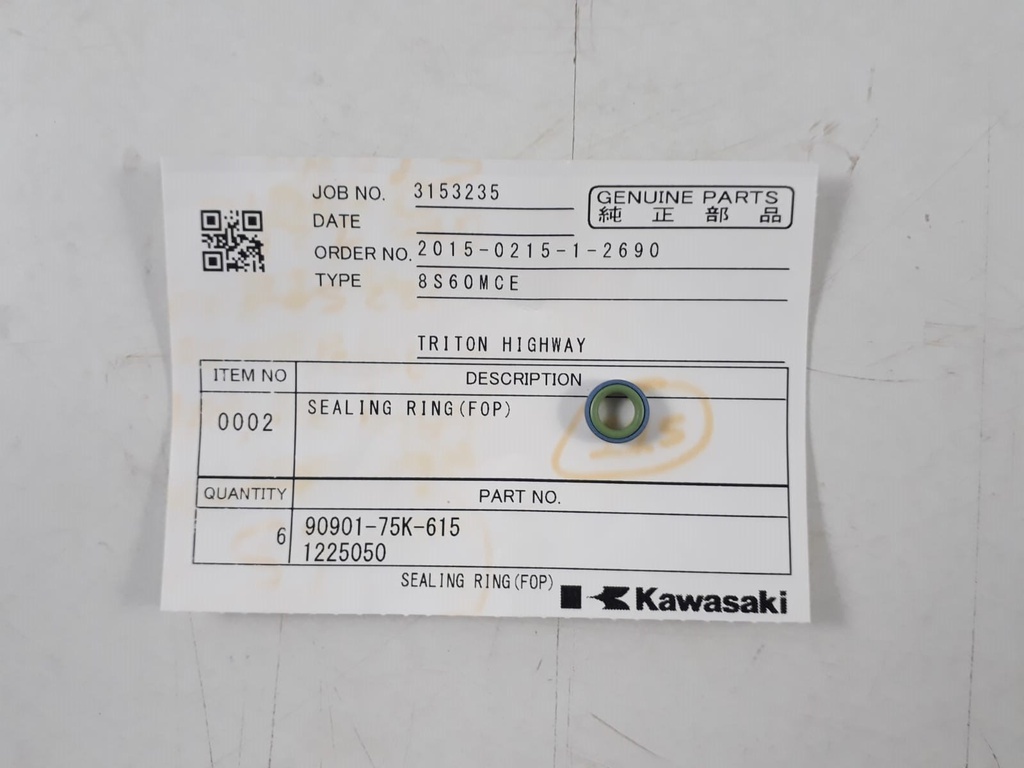 JOB NO. 3153235
GENUINE PARTS
純正部品
DATE
ORDER NO. 2015-0215-1-2690
TYPE 8S60MCE
TRITON HIGHWAY
ITEM NO DESCRIPTION
0002 SEALING RING(FOP)
QUANTITY PART NO.
6 90901-75K-615
1225050
SEALING RING(FOP)
Kawasaki